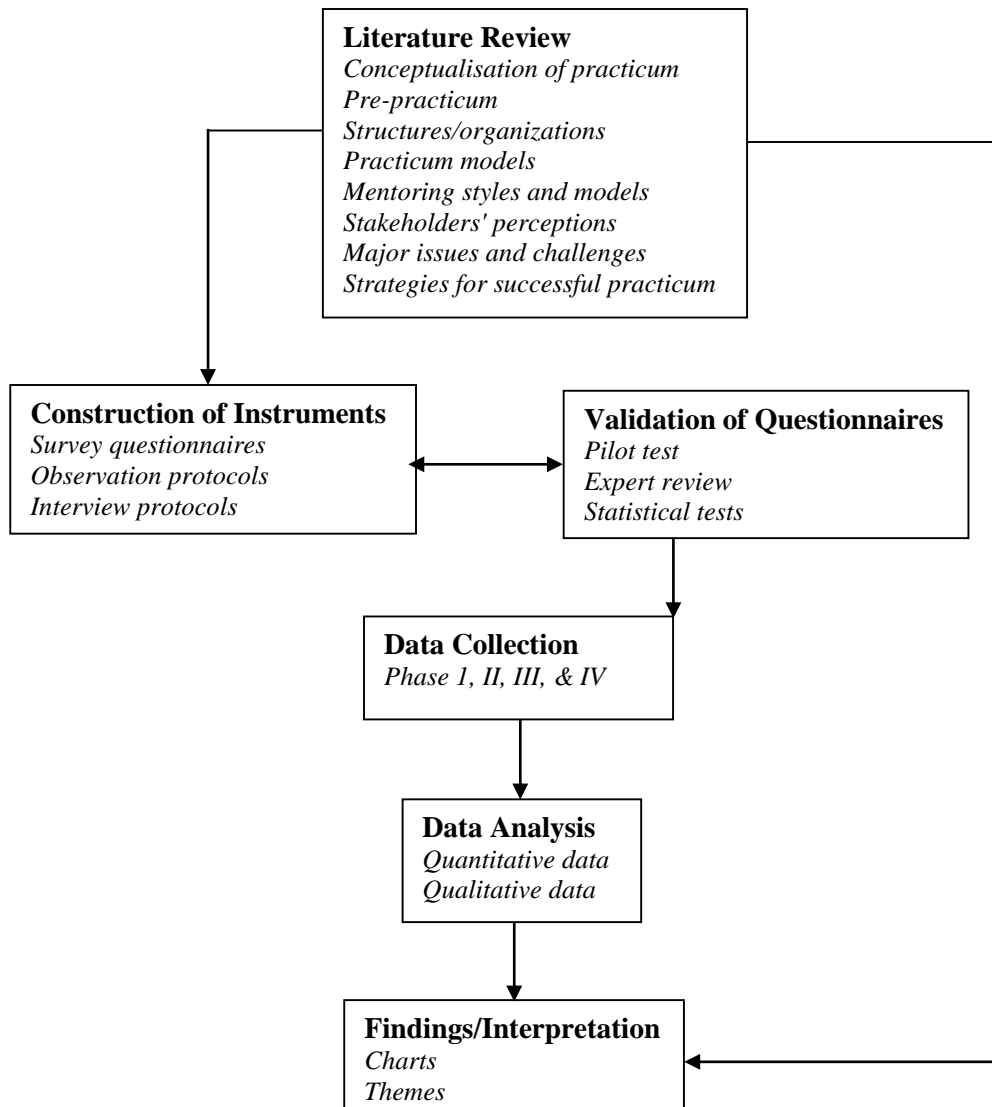 Literature Review
Conceptualisation of practicum
Pre-practicum
Structures/organizations
Practicum models
Mentoring styles and models
Stakeholders' perceptions
Major issues and challenges
Strategies for successful practicum
Construction of Instruments
Survey questionnaires
Observation protocols
Interview protocols
Validation of Questionnaires
Pilot test
Expert review
Statistical tests
Data Collection
Phase 1, II, III, & IV
Data Analysis
Quantitative data
Qualitative data
Findings/Interpretation
Charts
Themes